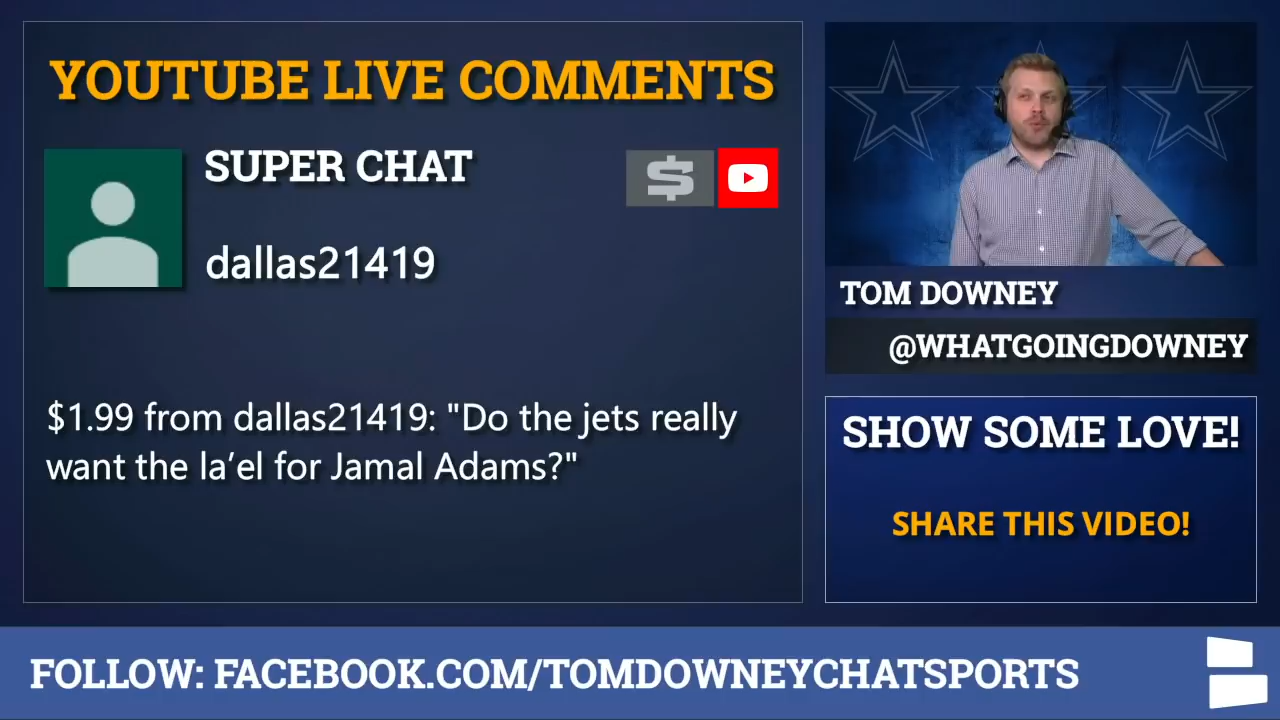 YOUTUBE LIVE COMMENTS
SUPER CHAT
dallas21419
$1.99 from dallas21419: "Do the jets really
want the la’el for Jamal Adams?"
TOM DOWNEY
@WHATGOINGDOWNEY
SHOW SOME LOVE!
SHARE THIS VIDEO!
FOLLOW: FACEBOOK.COM/TOMDOWNEYCHATSPORTS